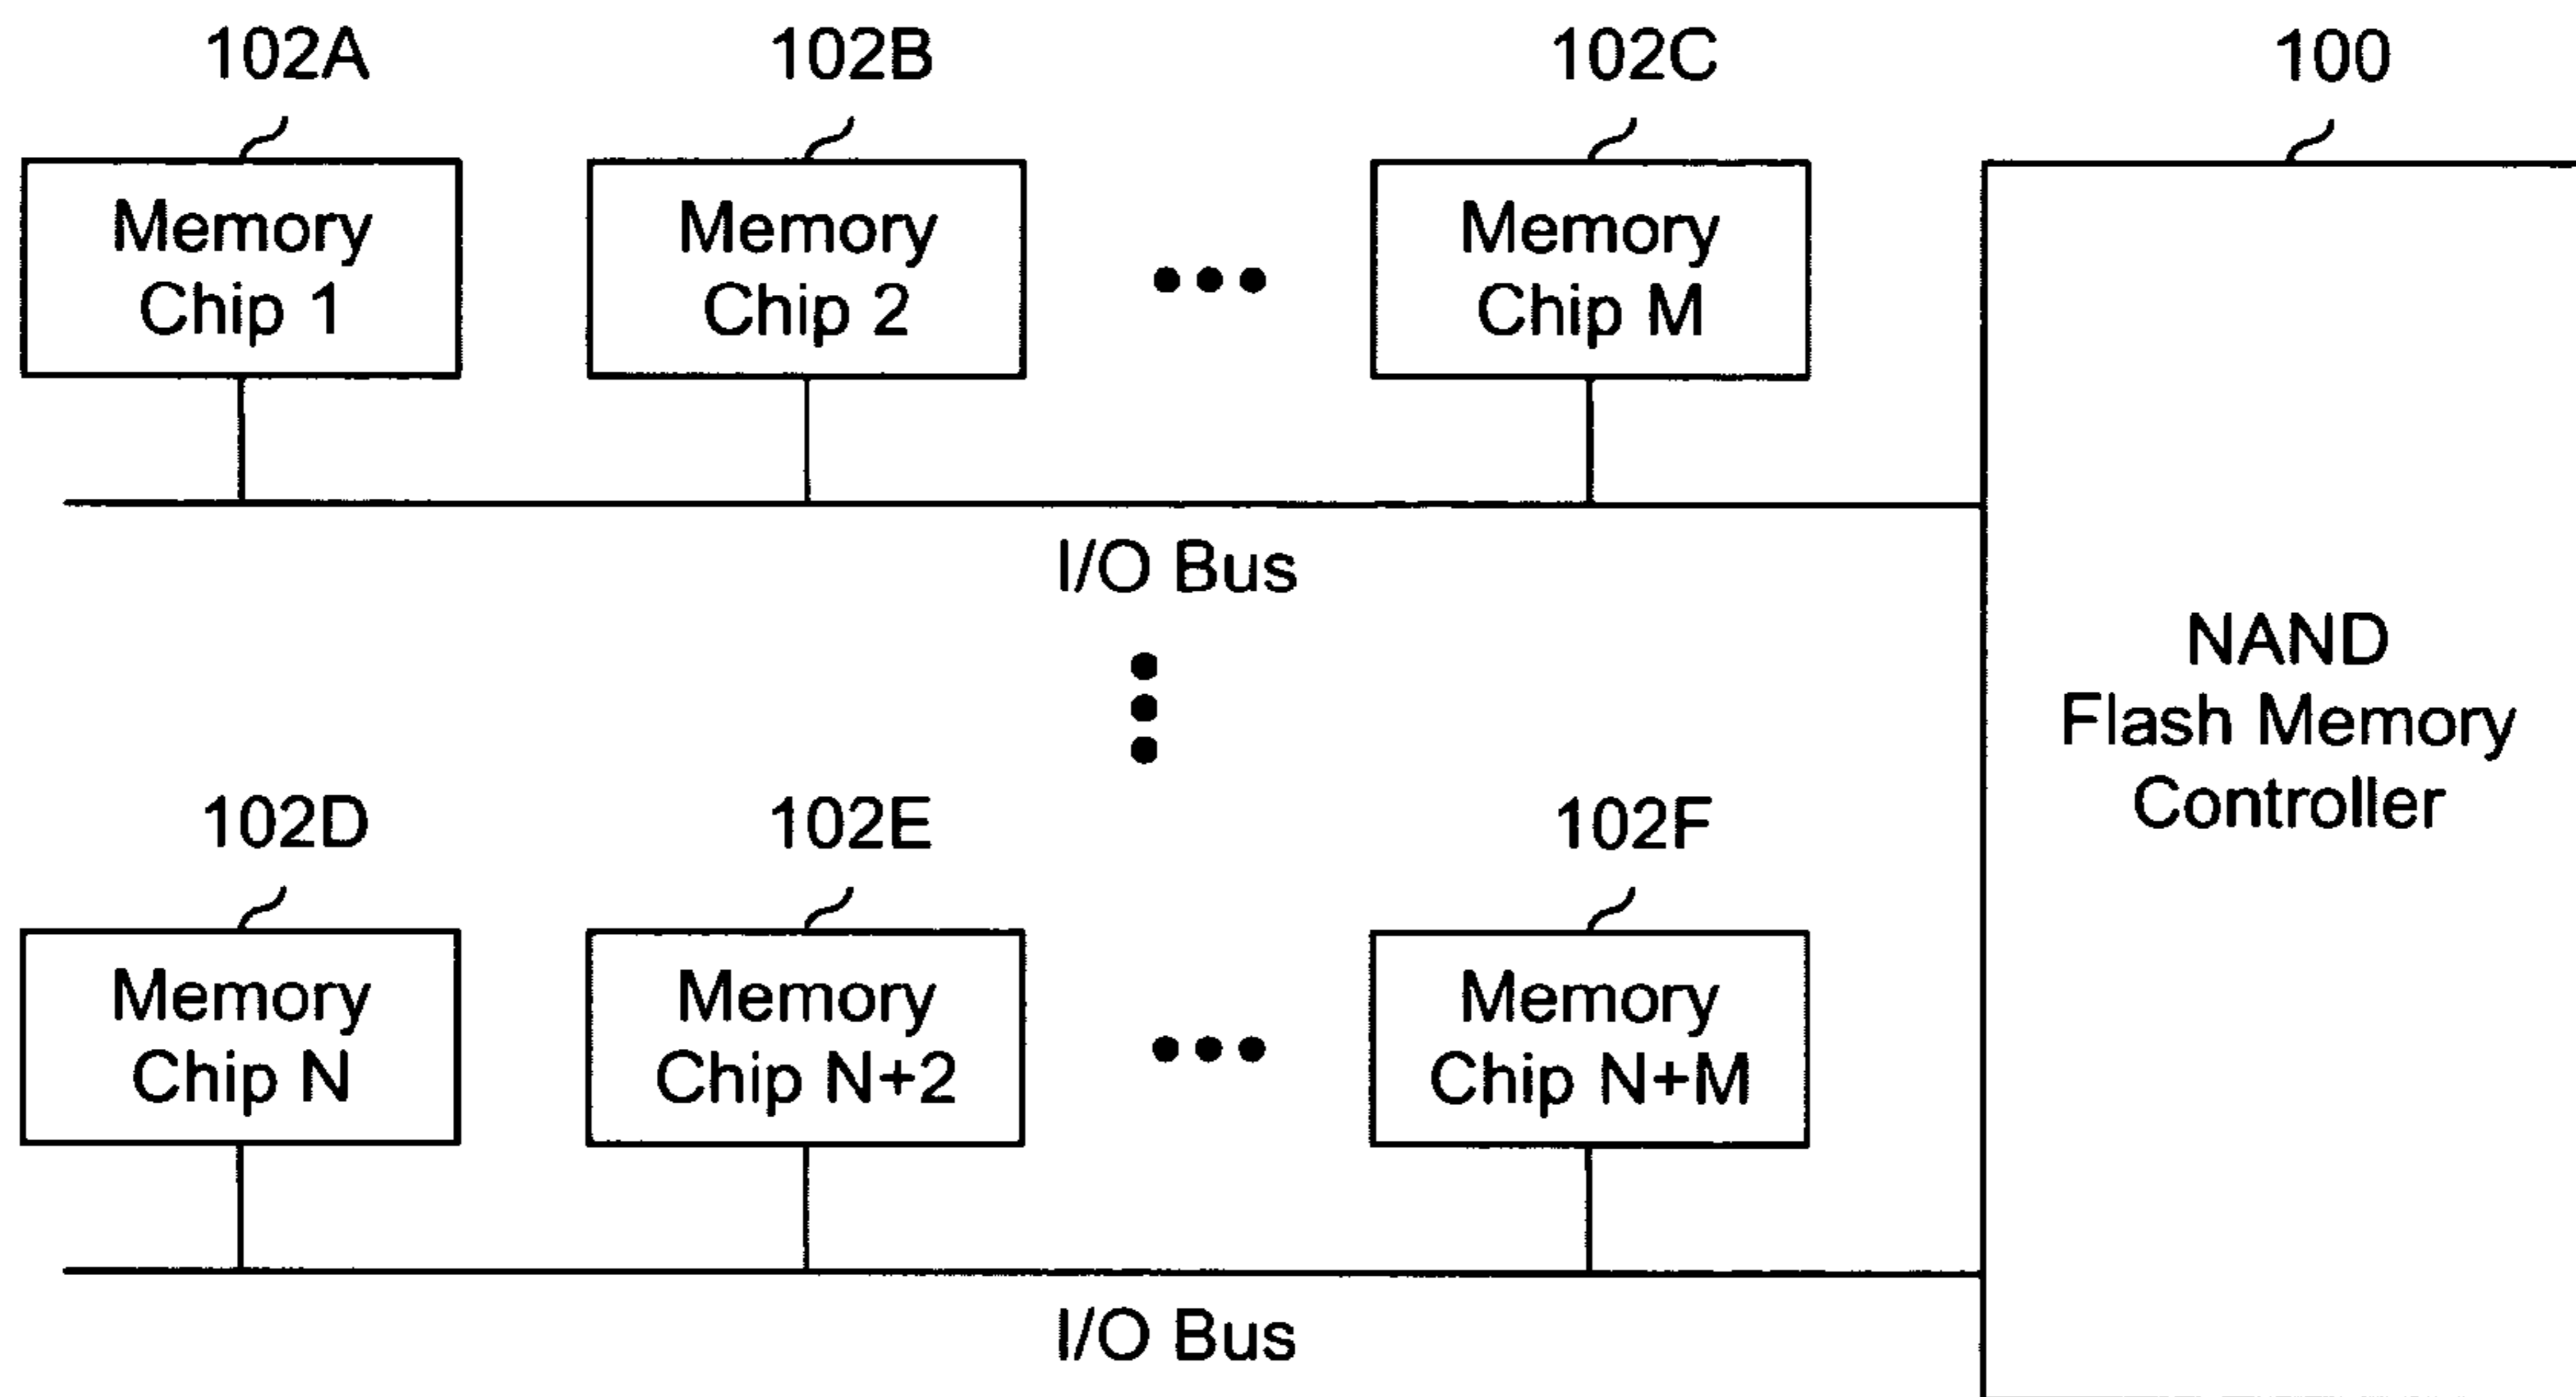 102A
102B
102C
100
Memory
Chip 1
Memory
Chip 2
Memory
Chip M
I/O Bus
NAND
Flash Memory
Controller
102D
102E
102F
Memory
Chip N
Memory
Chip N+2
Memory
Chip N+M
I/O Bus